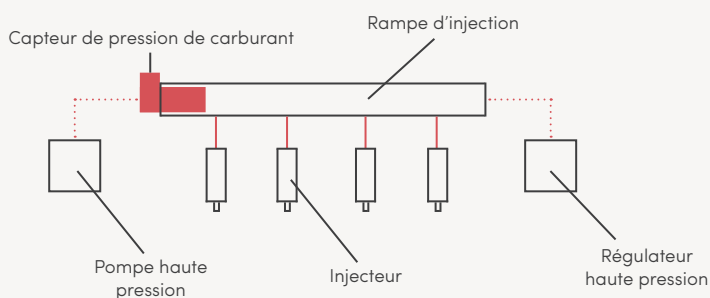 Rampe d’injection
Capteur de pression de carburant
Pompe haute
pression
Injecteur
Régulateur
haute pression